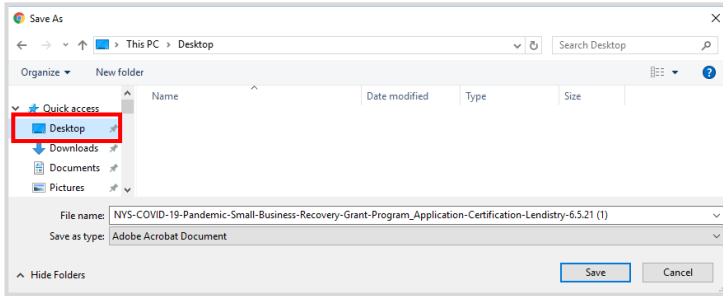 Save As
This PC > Desktop
Search Desktop
Organize
New folder
Name
Date modified
Type
Size
Quick access
Desktop
Downloads
Documents
Pictures
File name: NYS-COVID-19-Pandemic-Small-Business-Recovery-Grant-Program_Application-Certification-Lendistry-6.5.21 (1)
Save as type: Adobe Acrobat Document
Hide Folders
Save
Cancel